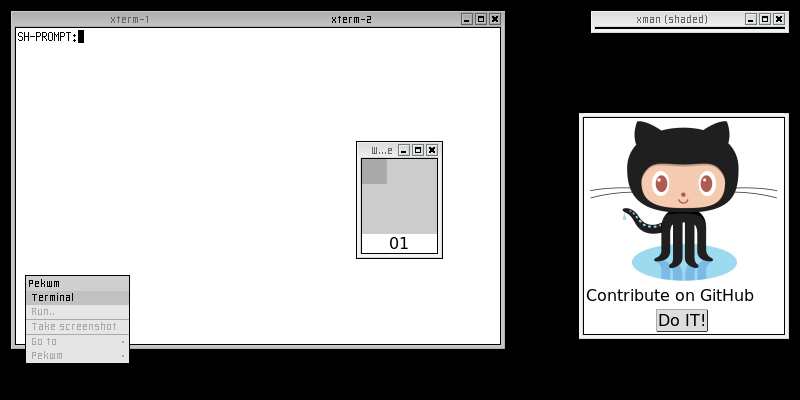 xterm-1 xterm-2
xman (shaded)
SH-PROMPT:
W...e
01
Pekwm
Terminal
Run..
Take screenshot
Go to
Pekwm
Contribute on GitHub
Do IT!